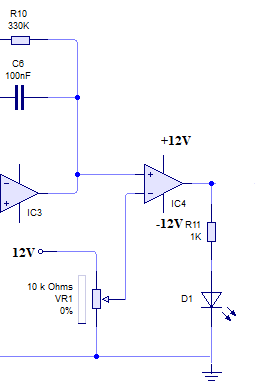 R10
330K
C6
100nF
+12V
+
−
IC3
−
+
IC4
-12V R11
1K
12V
10 k Ohms
VR1
0%
D1